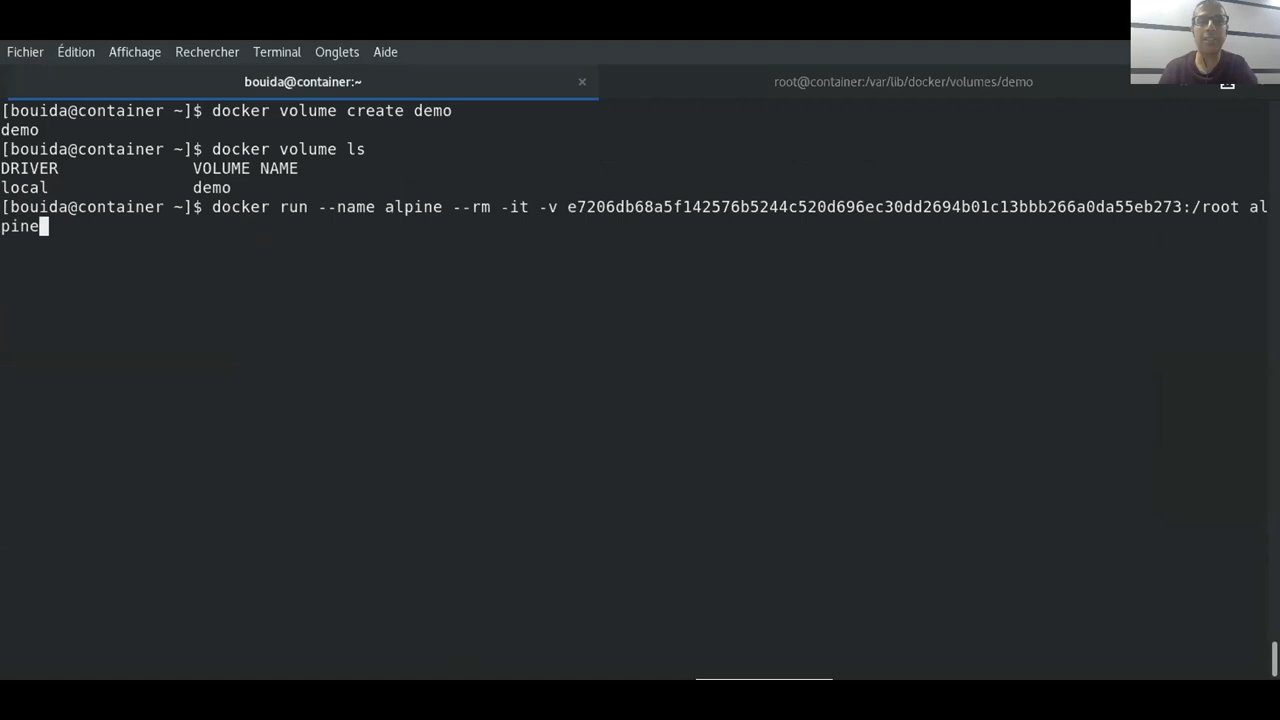 Fichier Édition Affichage Rechercher Terminal Onglets Aide
bouida@container:~ × root@container:/var/lib/docker/volumes/demo
[bouida@container ~]$ docker volume create demo
demo
[bouida@container ~]$ docker volume ls
DRIVER VOLUME NAME
local demo
[bouida@container ~]$ docker run --name alpine --rm -it -v e7206db68a5f142576b5244c520d696ec30dd2694b01c13bbb266a0da55eb273:/root al
pine